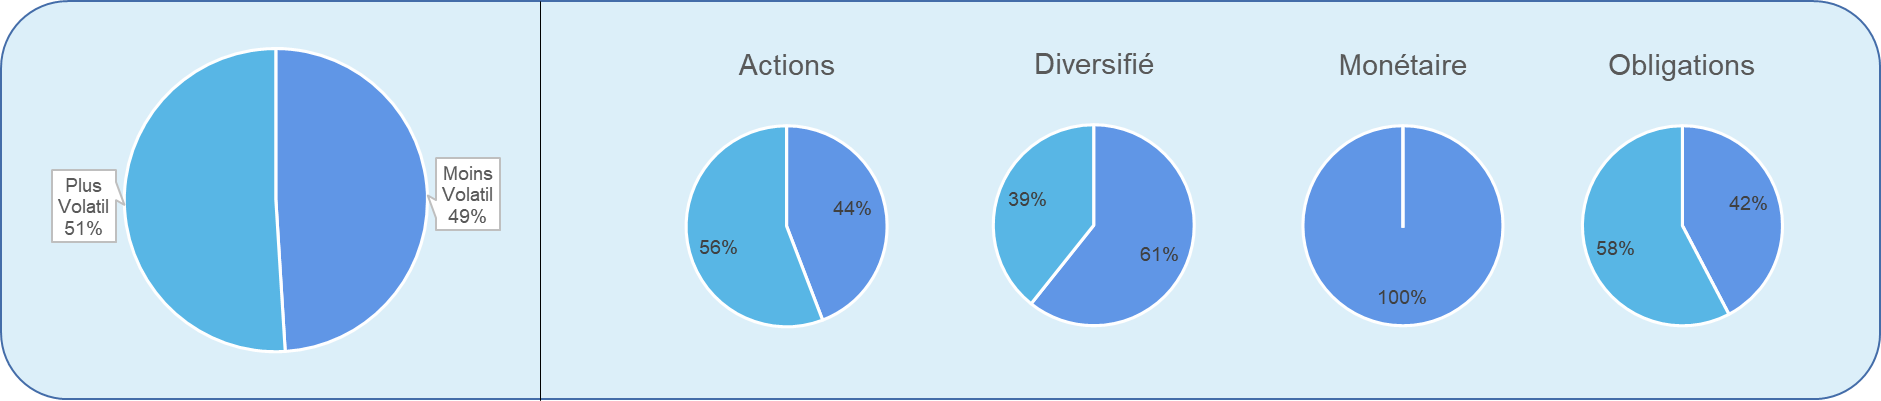 Plus
Volatil
51%
Moins
Volatil
49%
Actions
44%
56%
Diversifié
39%
61%
Monétaire
100%
Obligations
42%
58%